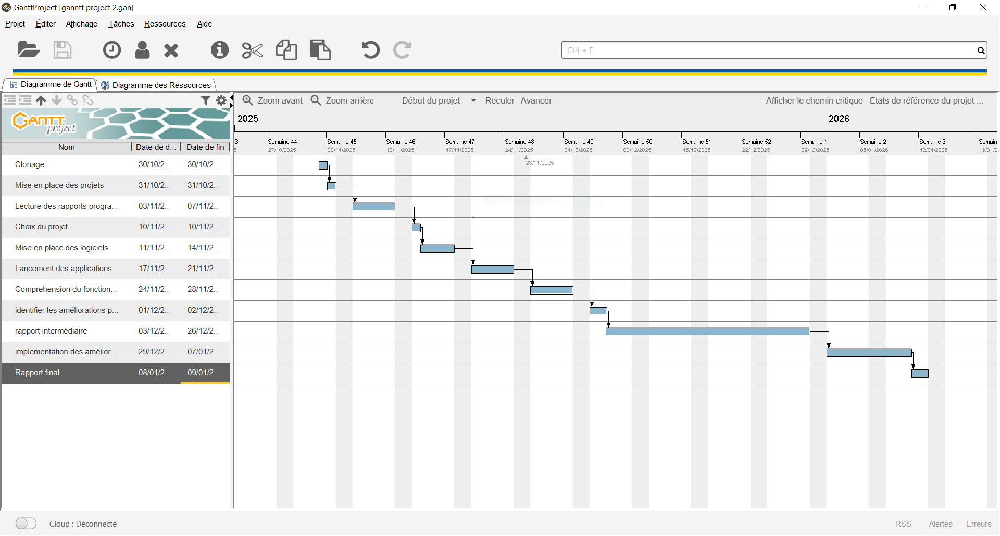 GanttProject [ganntt project 2.gan]
Projet Éditer Affichage Tâches Ressources Aide
Ctrl + F
Diagramme de Gantt Diagramme des Ressources
Zoom avant Zoom arrière Début du projet Reculer Avancer Afficher le chemin critique Etats de référence du projet ...
GANTT project
2025 2026
3 Semaine 44 Semaine 45 Semaine 46 Semaine 47 Semaine 48 Semaine 49 Semaine 50 Semaine 51 Semaine 52 Semaine 1 Semaine 2 Semaine 3 Semain
5 27/10/2025 03/11/2025 10/11/2025 17/11/2025 24/11/2025 01/12/2025 08/12/2025 15/12/2025 22/12/2025 29/12/2025 05/01/2026 12/01/2026 19/01/2
Nom Date de d... Date de fin
23/11/2025
Clonage 30/10/2... 30/10/2...
Mise en place des projets 31/10/2... 31/10/2...
Capture Fenêtre
Lecture des rapports progra... 03/11/2... 07/11/2...
Choix du projet 10/11/2... 10/11/2...
Mise en place des logiciels 11/11/2... 14/11/2...
Lancement des applications 17/11/2... 21/11/2...
Comprehension du fonction... 24/11/2... 28/11/2...
identifier les améliorations p... 01/12/2... 02/12/2...
rapport intermédiaire 03/12/2... 26/12/2...
implementation des amélior... 29/12/2... 07/01/2...
Rapport final 08/01/2... 09/01/2...
Cloud : Déconnecté RSS Alertes Erreurs